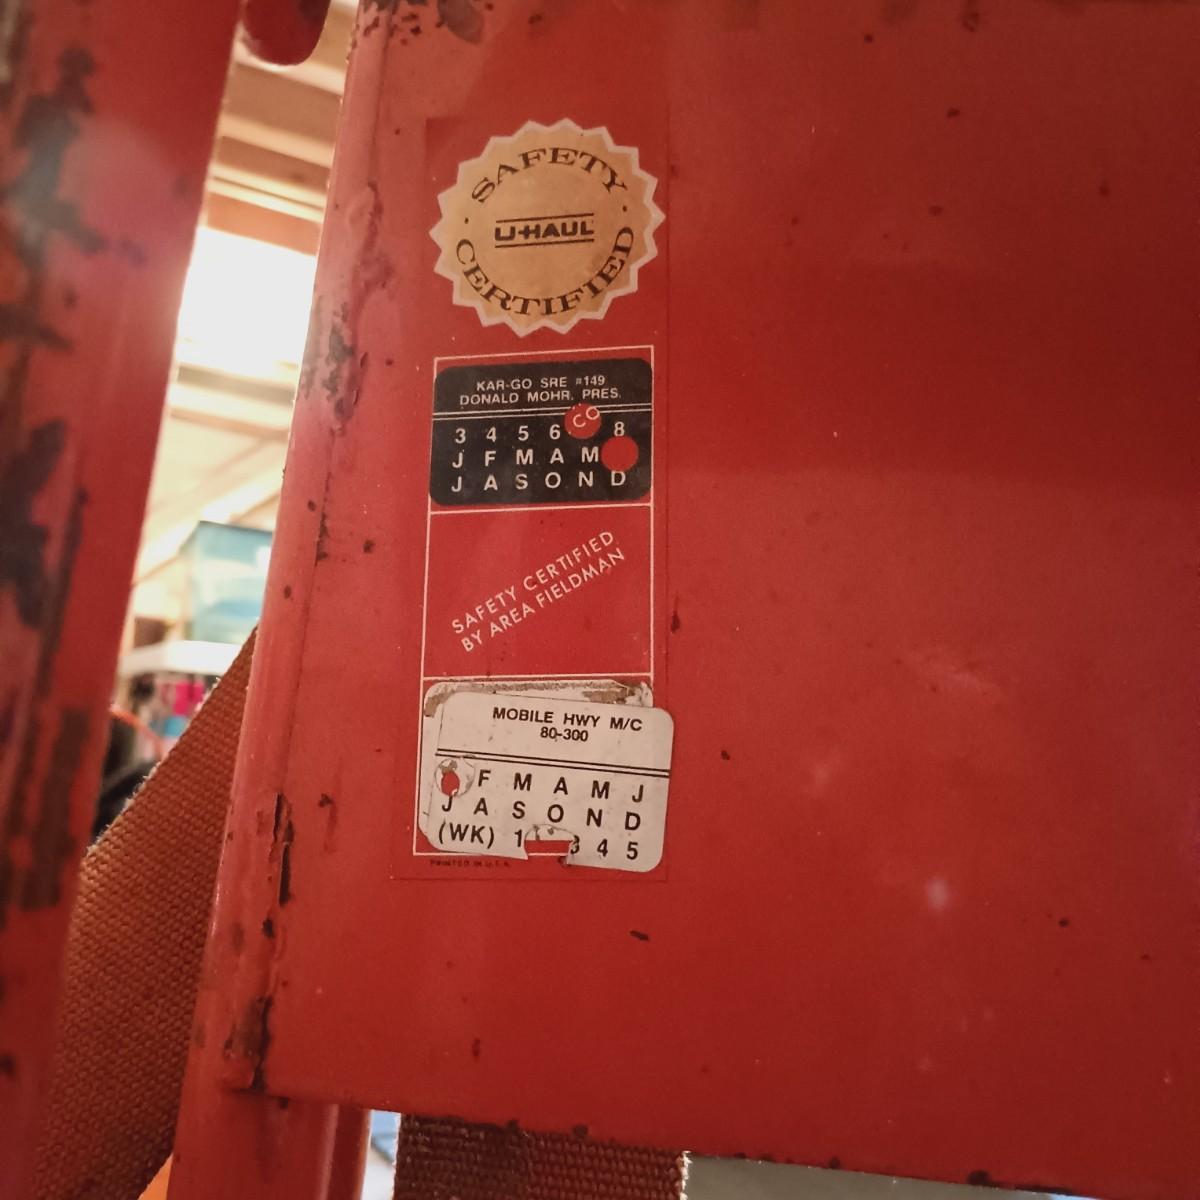 SAFETY
U-HAUL
CERTIFIED
KAR-GO SRE #149
DONALD MOHR. PRES.
3 4 5 6 CO 8
J F M A M
J A S O N D
SAFETY CERTIFIED
BY AREA FIELDMAN
MOBILE HWY M/C
80-300
F M A M J
J A S O N D
(WK) 1 3 4 5
PRINTED IN U.S.A.